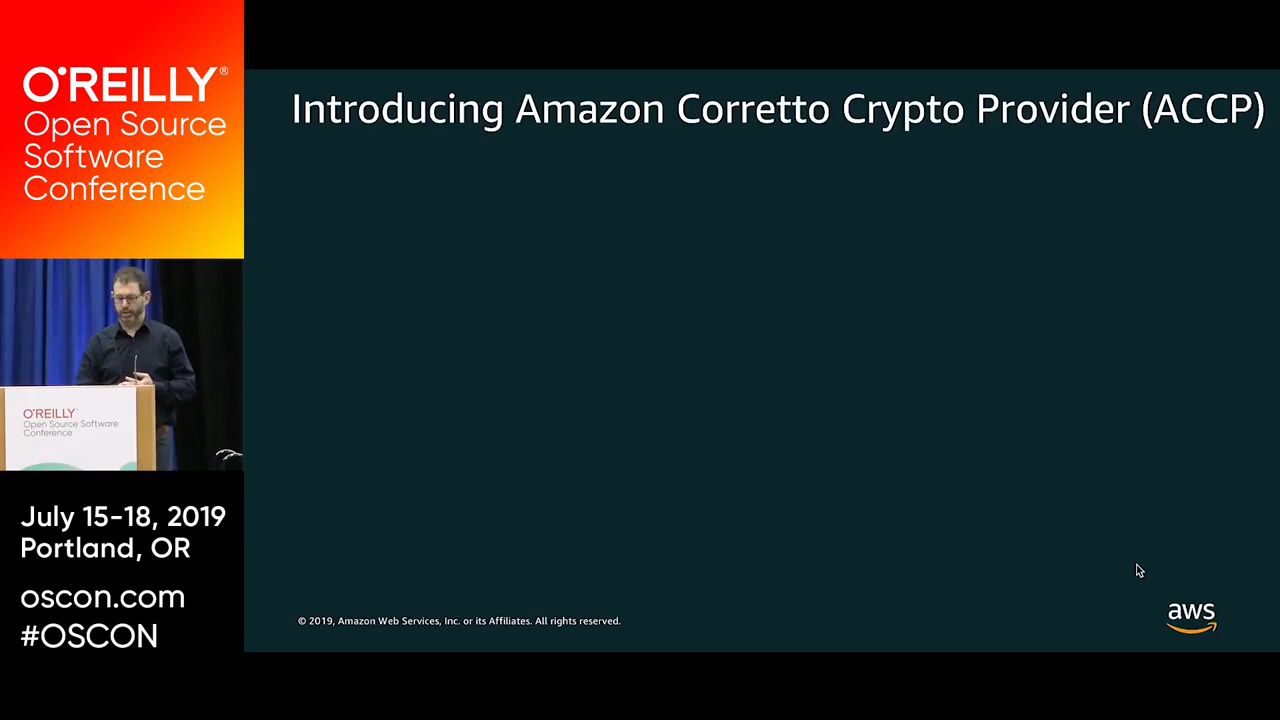 O'REILLY®
Open Source
Software
Conference
Introducing Amazon Corretto Crypto Provider (ACCP)
O'REILLY
Open Source Software
Conference
July 15-18, 2019
Portland, OR
oscon.com
#OSCON
© 2019, Amazon Web Services, Inc. or its Affiliates. All rights reserved.
aws